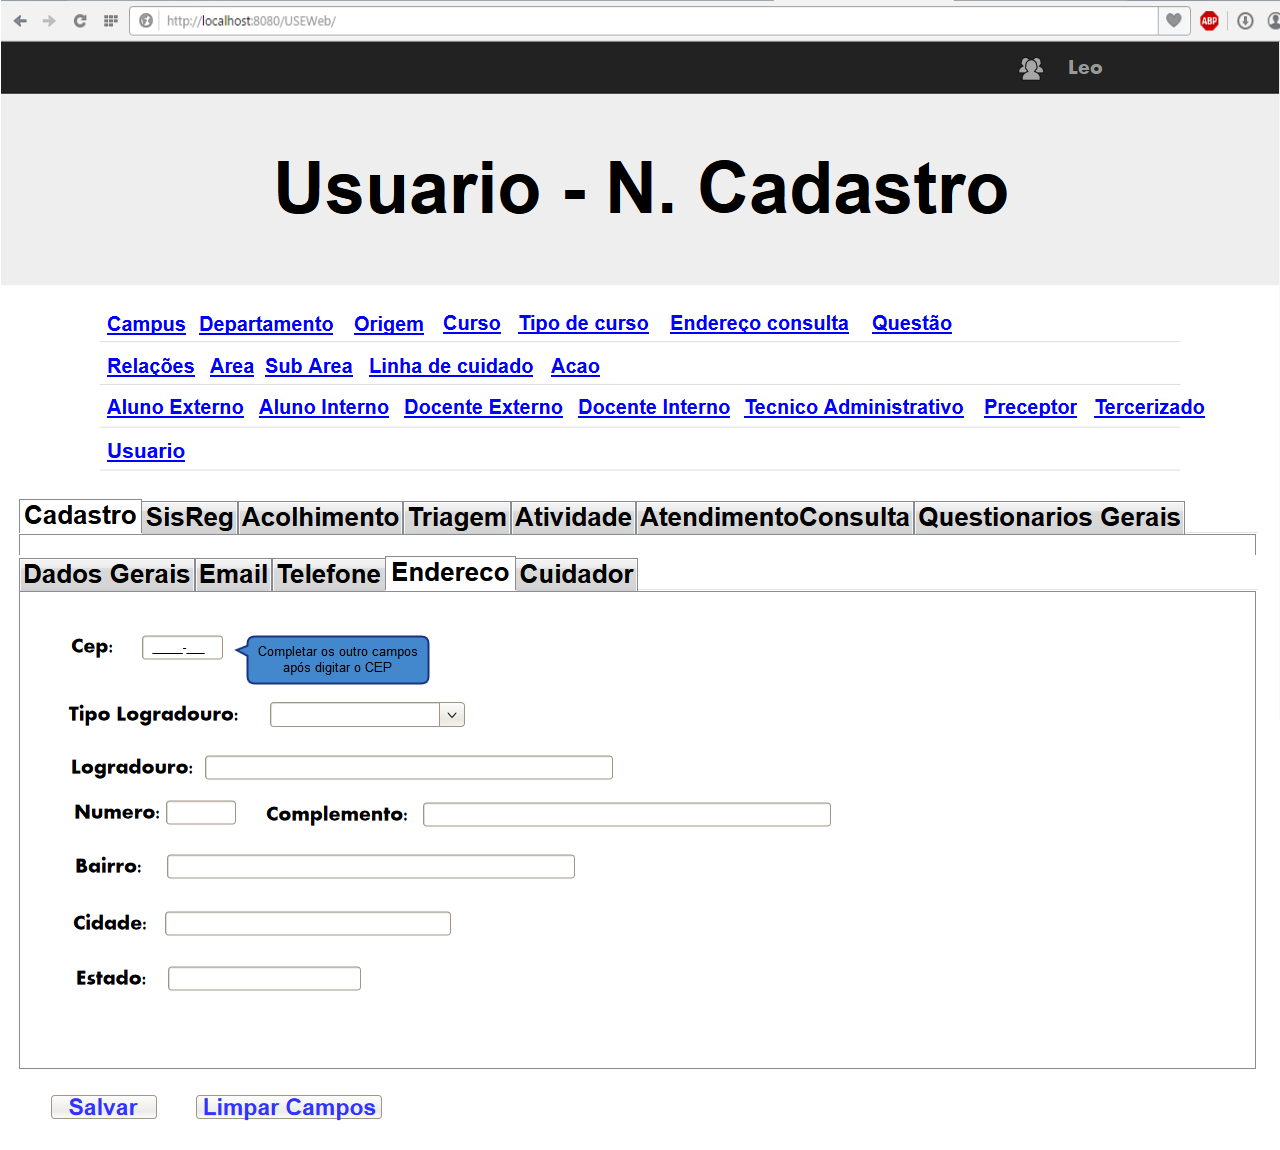 http://localhost:8080/USEWeb/
ABP
Leo
Usuario - N. Cadastro
Campus Departamento Origem Curso Tipo de curso Endereço consulta Questão
Relações Area Sub Area Linha de cuidado Acao
Aluno Externo Aluno Interno Docente Externo Docente Interno Tecnico Administrativo Preceptor Tercerizado
Usuario
Cadastro SisReg Acolhimento Triagem Atividade AtendimentoConsulta Questionarios Gerais
Dados Gerais Email Telefone Endereco Cuidador
Cep: ____-__
Completar os outro campos
após digitar o CEP
Tipo Logradouro:
Logradouro:
Numero: Complemento:
Bairro:
Cidade:
Estado:
Salvar Limpar Campos